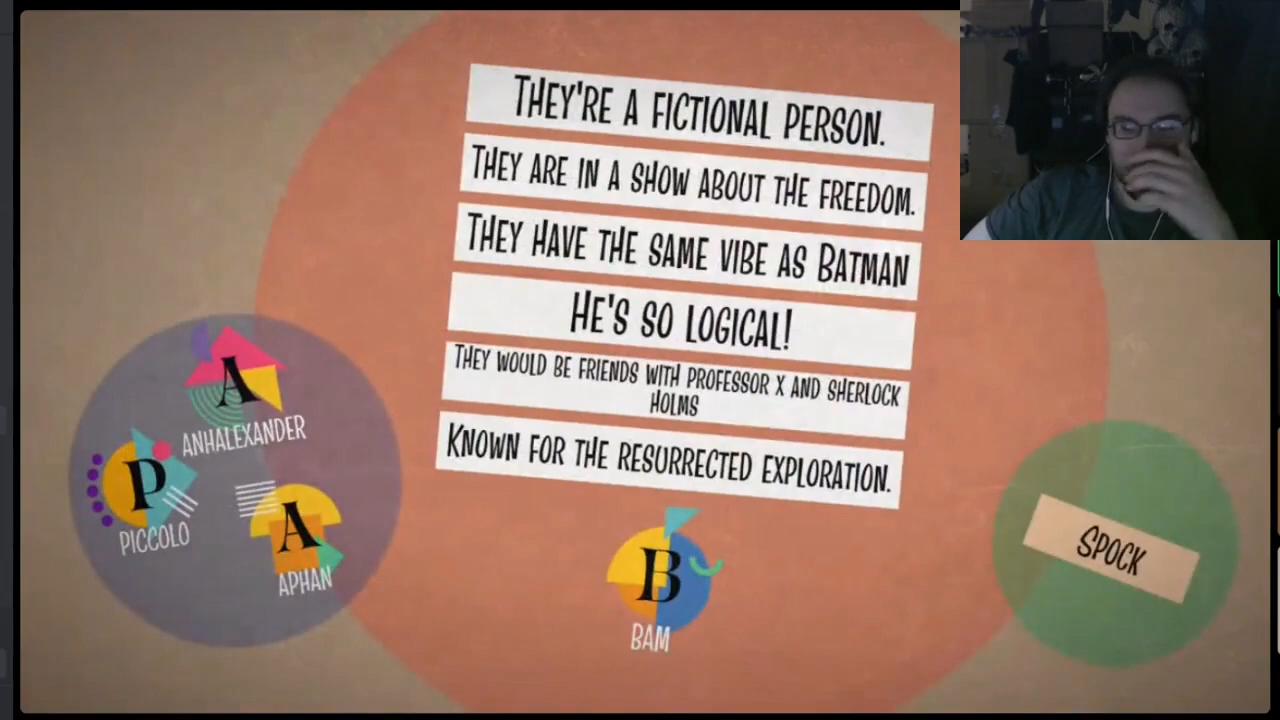 They're a fictional person.
They are in a show about the freedom.
They have the same vibe as Batman
He's so logical!
They would be friends with professor x and sherlock
holms
Known for the resurrected exploration.
A
Anhalexander
P
Piccolo
A
Aphan
B
Bam
Spock